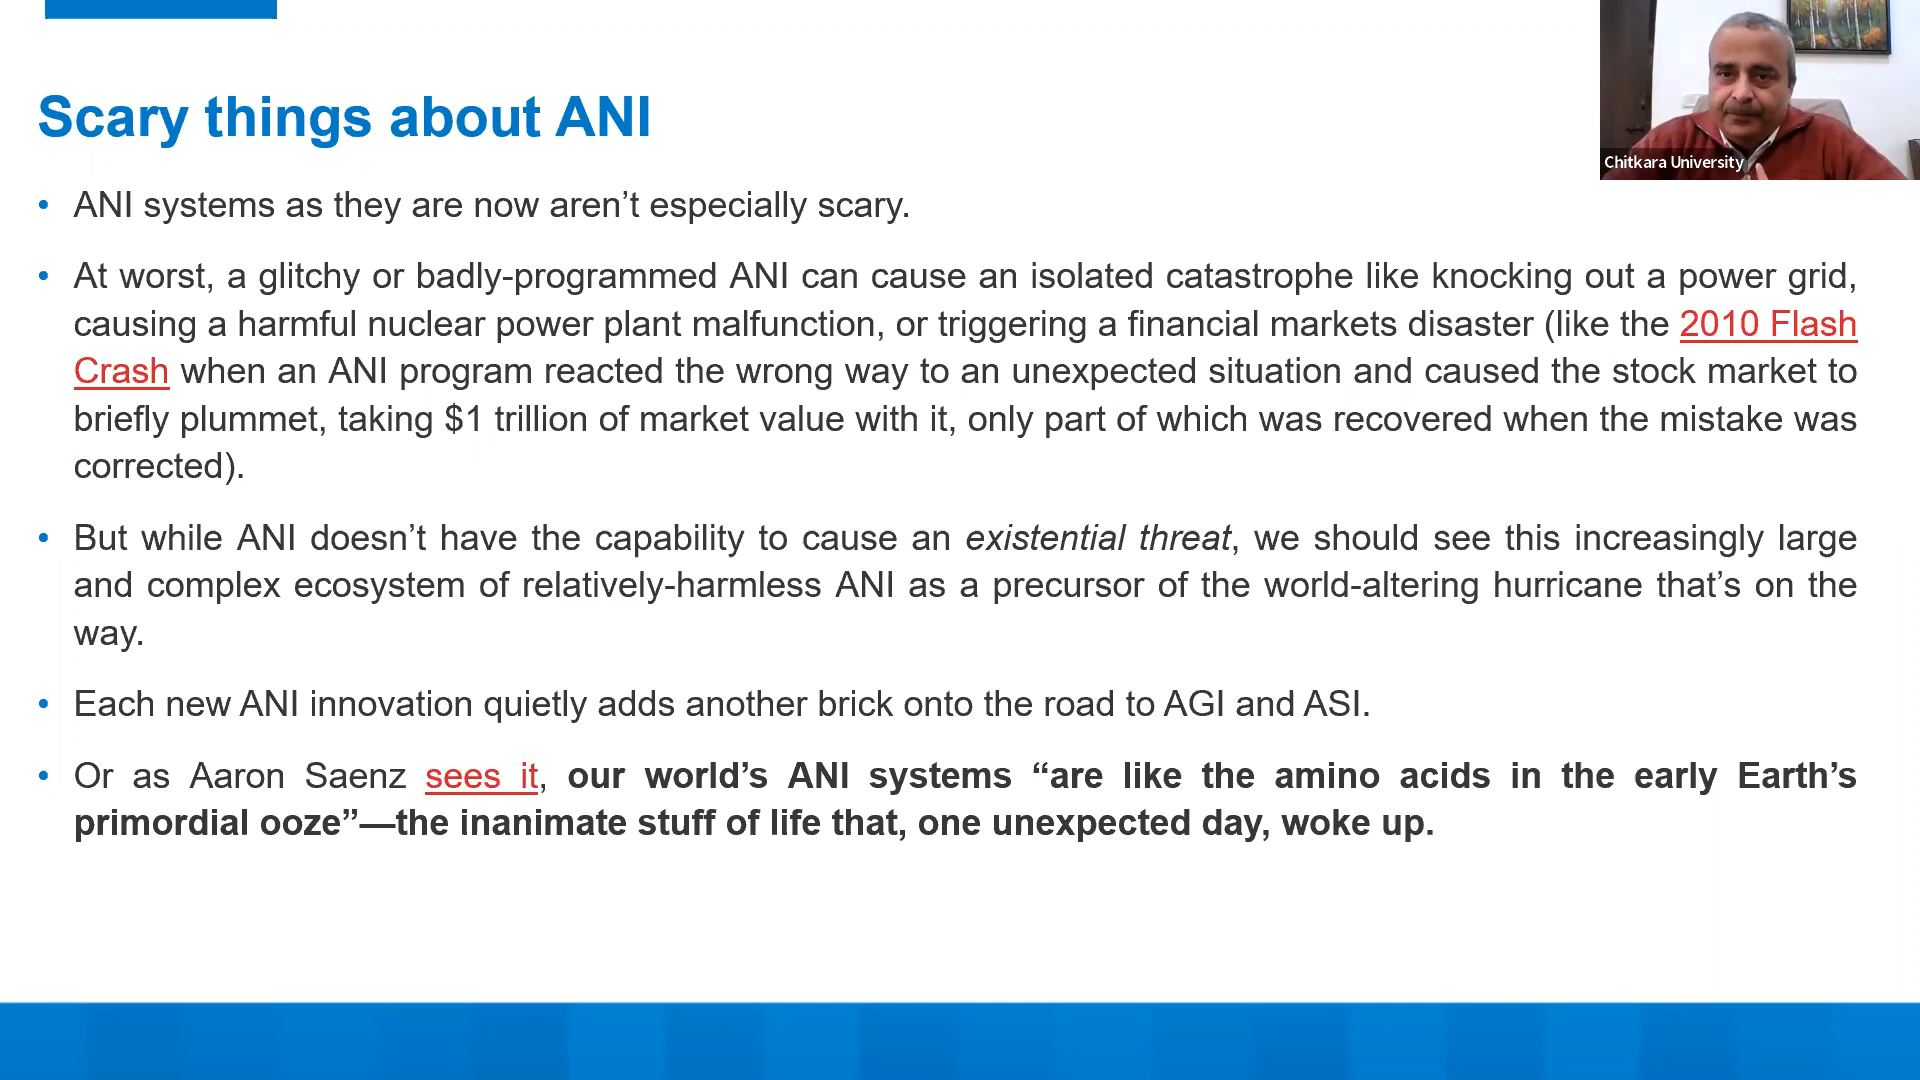 Scary things about ANI
Chitkara University
• ANI systems as they are now aren’t especially scary.
• At worst, a glitchy or badly-programmed ANI can cause an isolated catastrophe like knocking out a power grid,
causing a harmful nuclear power plant malfunction, or triggering a financial markets disaster (like the 2010 Flash
Crash when an ANI program reacted the wrong way to an unexpected situation and caused the stock market to
briefly plummet, taking $1 trillion of market value with it, only part of which was recovered when the mistake was
corrected).
• But while ANI doesn’t have the capability to cause an existential threat, we should see this increasingly large
and complex ecosystem of relatively-harmless ANI as a precursor of the world-altering hurricane that’s on the
way.
• Each new ANI innovation quietly adds another brick onto the road to AGI and ASI.
• Or as Aaron Saenz sees it, our world’s ANI systems “are like the amino acids in the early Earth’s
primordial ooze”—the inanimate stuff of life that, one unexpected day, woke up.